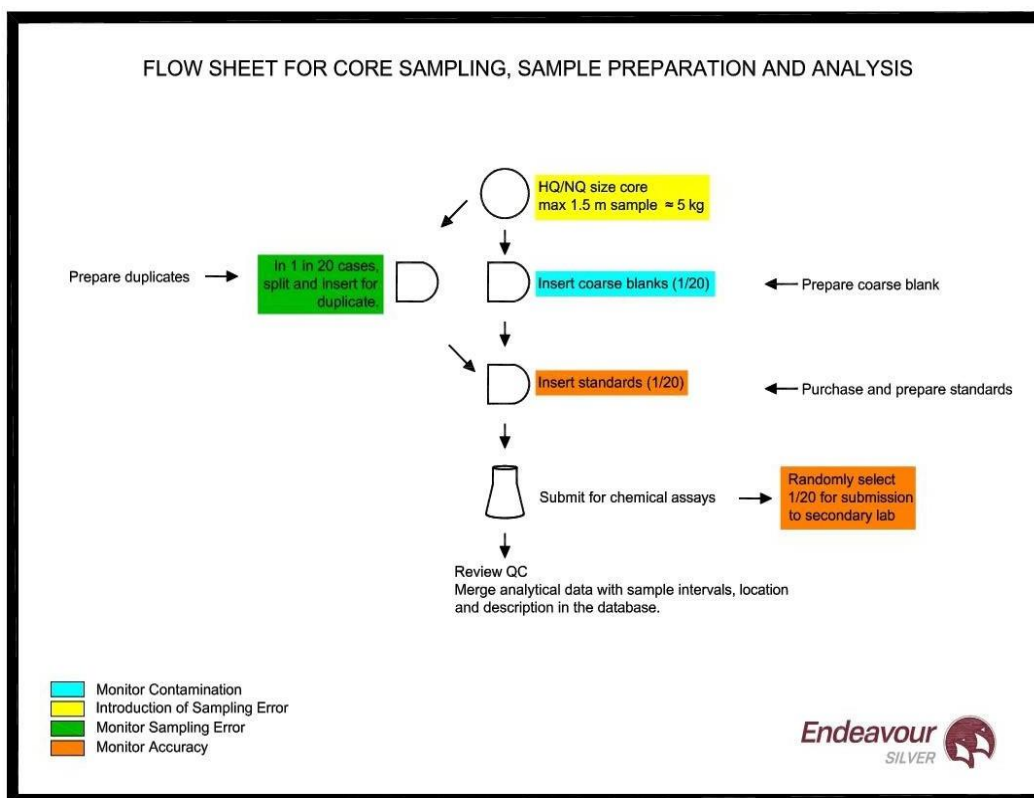 FLOW SHEET FOR CORE SAMPLING, SAMPLE PREPARATION AND ANALYSIS
HQ/NQ size core
max 1.5 m sample ≈ 5 kg
Prepare duplicates
In 1 in 20 cases,
split and insert for
duplicate.
Insert coarse blanks (1/20)
Prepare coarse blank
Insert standards (1/20)
Purchase and prepare standards
Submit for chemical assays
Randomly select
1/20 for submission
to secondary lab
Review QC
Merge analytical data with sample intervals, location
and description in the database.
Monitor Contamination
Introduction of Sampling Error
Monitor Sampling Error
Monitor Accuracy
Endeavour
SILVER